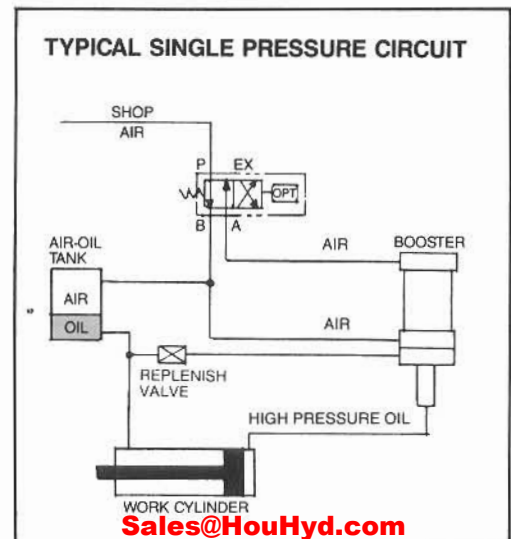 TYPICAL SINGLE PRESSURE CIRCUIT
SHOP
AIR
P EX
OPT
B A
AIR-OIL
TANK
AIR
OIL
AIR
BOOSTER
AIR
REPLENISH
VALVE
HIGH PRESSURE OIL
WORK CYLINDER
Sales@HouHyd.com